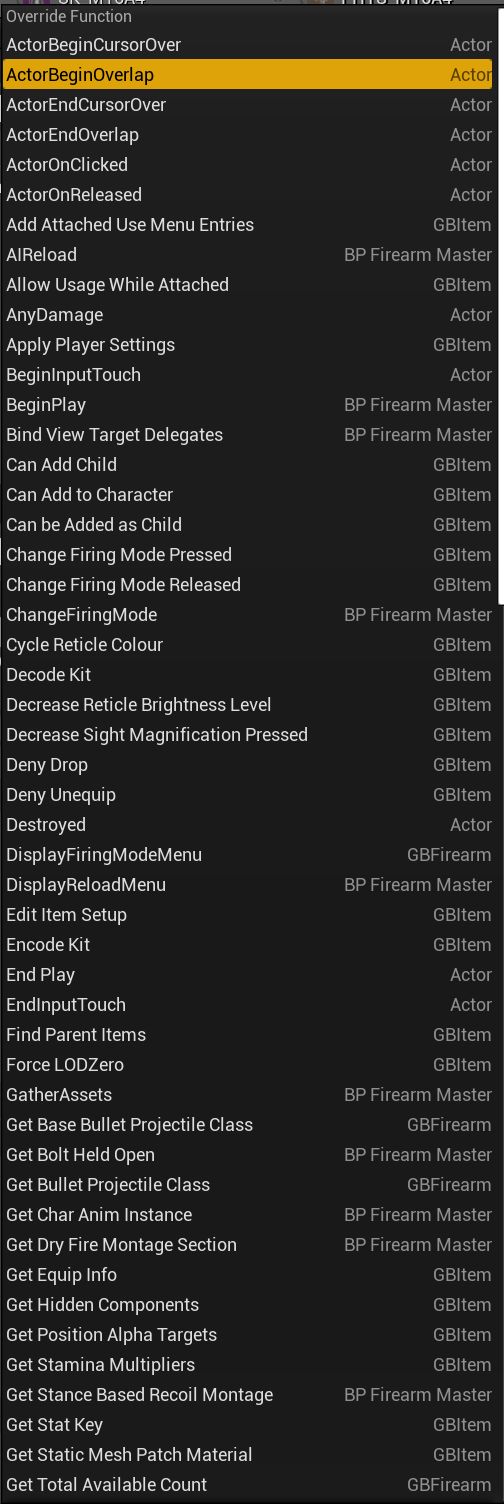 Override Function
ActorBeginCursorOver Actor
ActorBeginOverlap Actor
ActorEndCursorOver Actor
ActorEndOverlap Actor
ActorOnClicked Actor
ActorOnReleased Actor
Add Attached Use Menu Entries GBItem
AIReload BP Firearm Master
Allow Usage While Attached GBItem
AnyDamage Actor
Apply Player Settings GBItem
BeginInputTouch Actor
BeginPlay BP Firearm Master
Bind View Target Delegates BP Firearm Master
Can Add Child GBItem
Can Add to Character GBItem
Can be Added as Child GBItem
Change Firing Mode Pressed GBItem
Change Firing Mode Released GBItem
ChangeFiringMode BP Firearm Master
Cycle Reticle Colour GBItem
Decode Kit GBItem
Decrease Reticle Brightness Level GBItem
Decrease Sight Magnification Pressed GBItem
Deny Drop GBItem
Deny Unequip GBItem
Destroyed Actor
DisplayFiringModeMenu GBFirearm
DisplayReloadMenu BP Firearm Master
Edit Item Setup GBItem
Encode Kit GBItem
End Play Actor
EndInputTouch Actor
Find Parent Items GBItem
Force LODZero GBItem
GatherAssets BP Firearm Master
Get Base Bullet Projectile Class GBFirearm
Get Bolt Held Open BP Firearm Master
Get Bullet Projectile Class GBFirearm
Get Char Anim Instance BP Firearm Master
Get Dry Fire Montage Section BP Firearm Master
Get Equip Info GBItem
Get Hidden Components GBItem
Get Position Alpha Targets GBItem
Get Stamina Multipliers GBItem
Get Stance Based Recoil Montage BP Firearm Master
Get Stat Key GBItem
Get Static Mesh Patch Material GBItem
Get Total Available Count GBFirearm